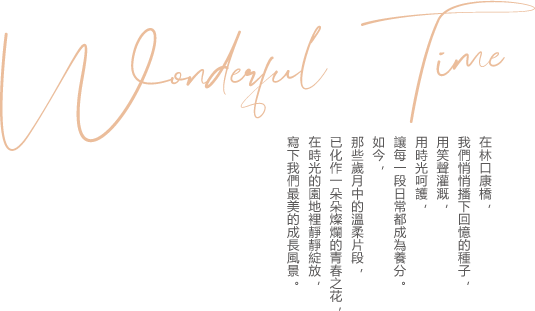 Wonderful Time
在林口康橋，
我們悄悄播下回憶的種子，
用笑聲灌溉，
用時光呵護，
讓每一段日常都成為養分。
如今，
那些歲月中的溫柔片段，
已化作一朵朵燦爛的青春之花，
在時光的園地裡靜靜綻放，
寫下我們最美的成長風景。